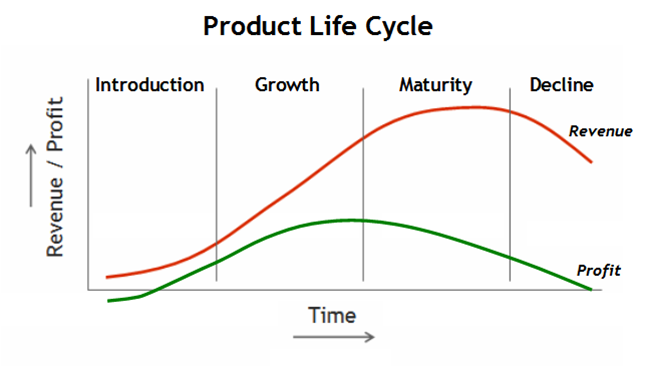 Product Life Cycle
Introduction Growth Maturity Decline
Revenue / Profit
Revenue
Profit
Time